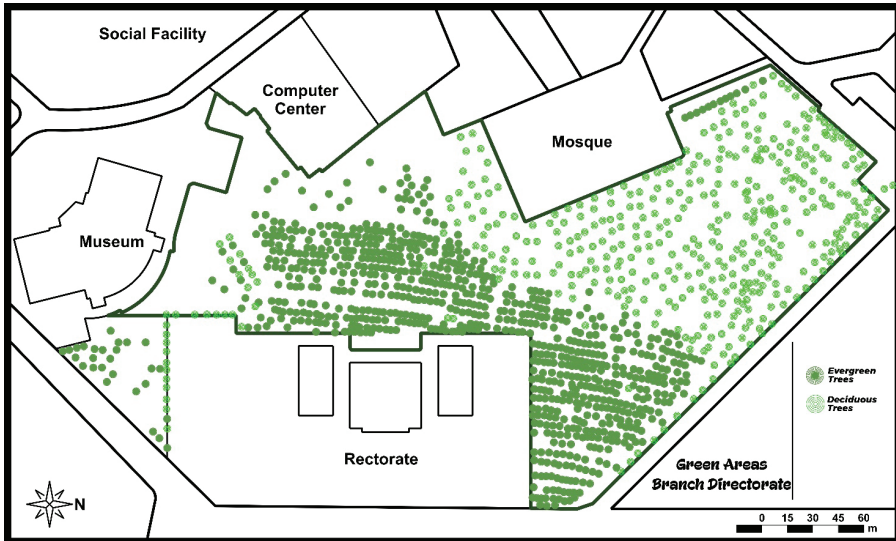 Social Facility
Computer
Center
Mosque
Museum
Evergreen
Trees
Deciduous
Trees
Rectorate
Green Areas
Branch Directorate
N
0 15 30 45 60
m